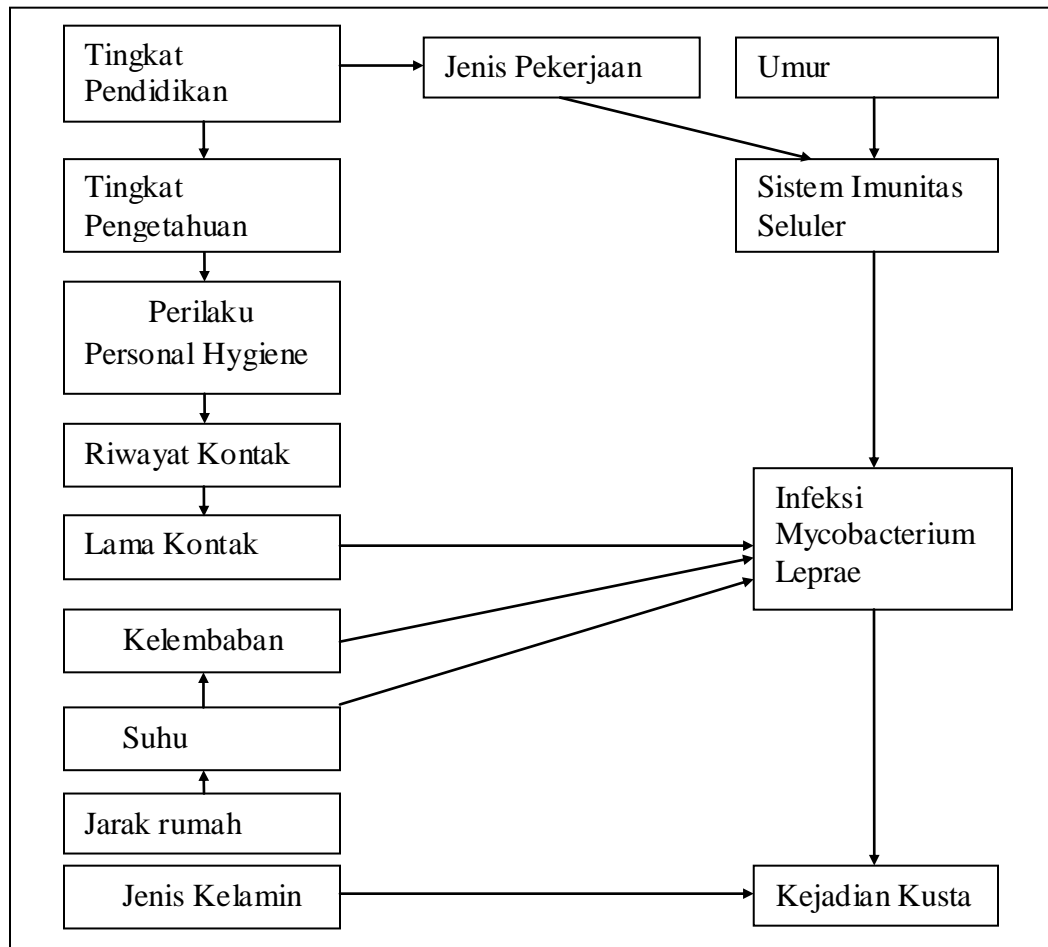 Tingkat
Pendidikan
Jenis Pekerjaan
Umur
Tingkat
Pengetahuan
Sistem Imunitas
Seluler
Perilaku
Personal Hygiene
Riwayat Kontak
Lama Kontak
Infeksi
Mycobacterium
Leprae
Kelembaban
Suhu
Jarak rumah
Jenis Kelamin
Kejadian Kusta